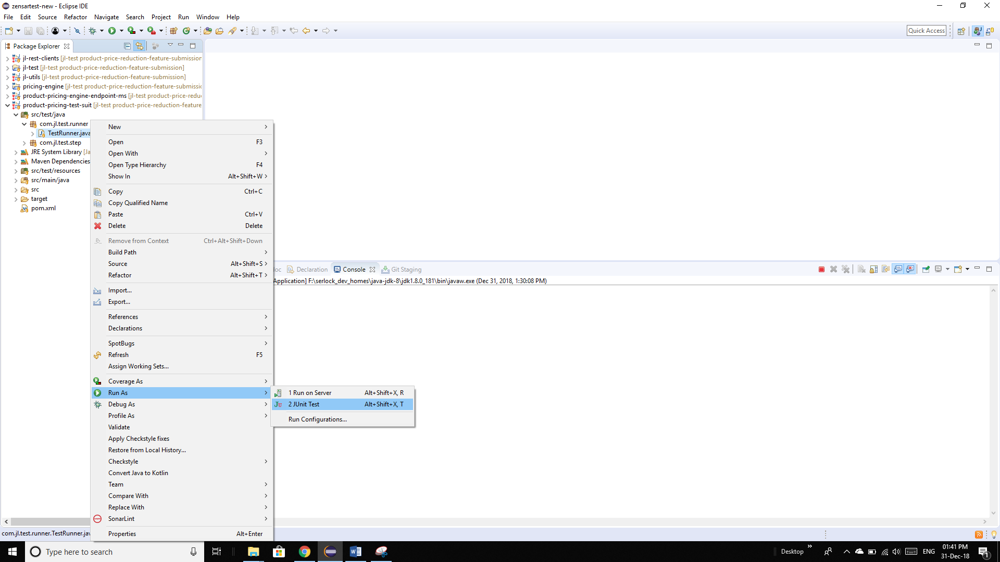 zensartest-new - Eclipse IDE
File Edit Source Refactor Navigate Search Project Run Window Help
Quick Access
Package Explorer
jl-rest-clients [jl-test product-price-reduction-feature-submission
jl-test [jl-test product-price-reduction-feature-submission]
jl-utils [jl-test product-price-reduction-feature-submission]
pricing-engine [jl-test product-price-reduction-feature-submissic
product-pricing-engine-endpoint-ms [jl-test product-price-redu
product-pricing-test-suit [jl-test product-price-reduction-feature
src/test/java
com.jl.test.runner
TestRunner.java
com.jl.test.step
JRE System Library [Ja
Maven Dependencies
src/test/resources
src/main/java
src
target
pom.xml
New
Open F3
Open With
Open Type Hierarchy F4
Show In Alt+Shift+W
Copy Ctrl+C
Copy Qualified Name
Paste Ctrl+V
Delete Delete
Remove from Context Ctrl+Alt+Shift+Down
Build Path
Source Alt+Shift+S
Refactor Alt+Shift+T
Import...
Export...
References
Declarations
SpotBugs
Refresh F5
Assign Working Sets...
Coverage As
Run As
Debug As
Profile As
Validate
Apply Checkstyle fixes
Restore from Local History...
Checkstyle
Convert Java to Kotlin
Team
Compare With
Replace With
SonarLint
Properties Alt+Enter
1 Run on Server Alt+Shift+X, R
JU 2 JUnit Test Alt+Shift+X, T
Run Configurations...
oc Declaration Console Git Staging
Application] F:\serlock_dev_homes\java-jdk-8\jdk1.8.0_181\bin\javaw.exe (Dec 31, 2018, 1:30:08 PM)
com.jl.test.runner.TestRunner.jav
Type here to search
Desktop
ENG
01:41 PM
31-Dec-18
1